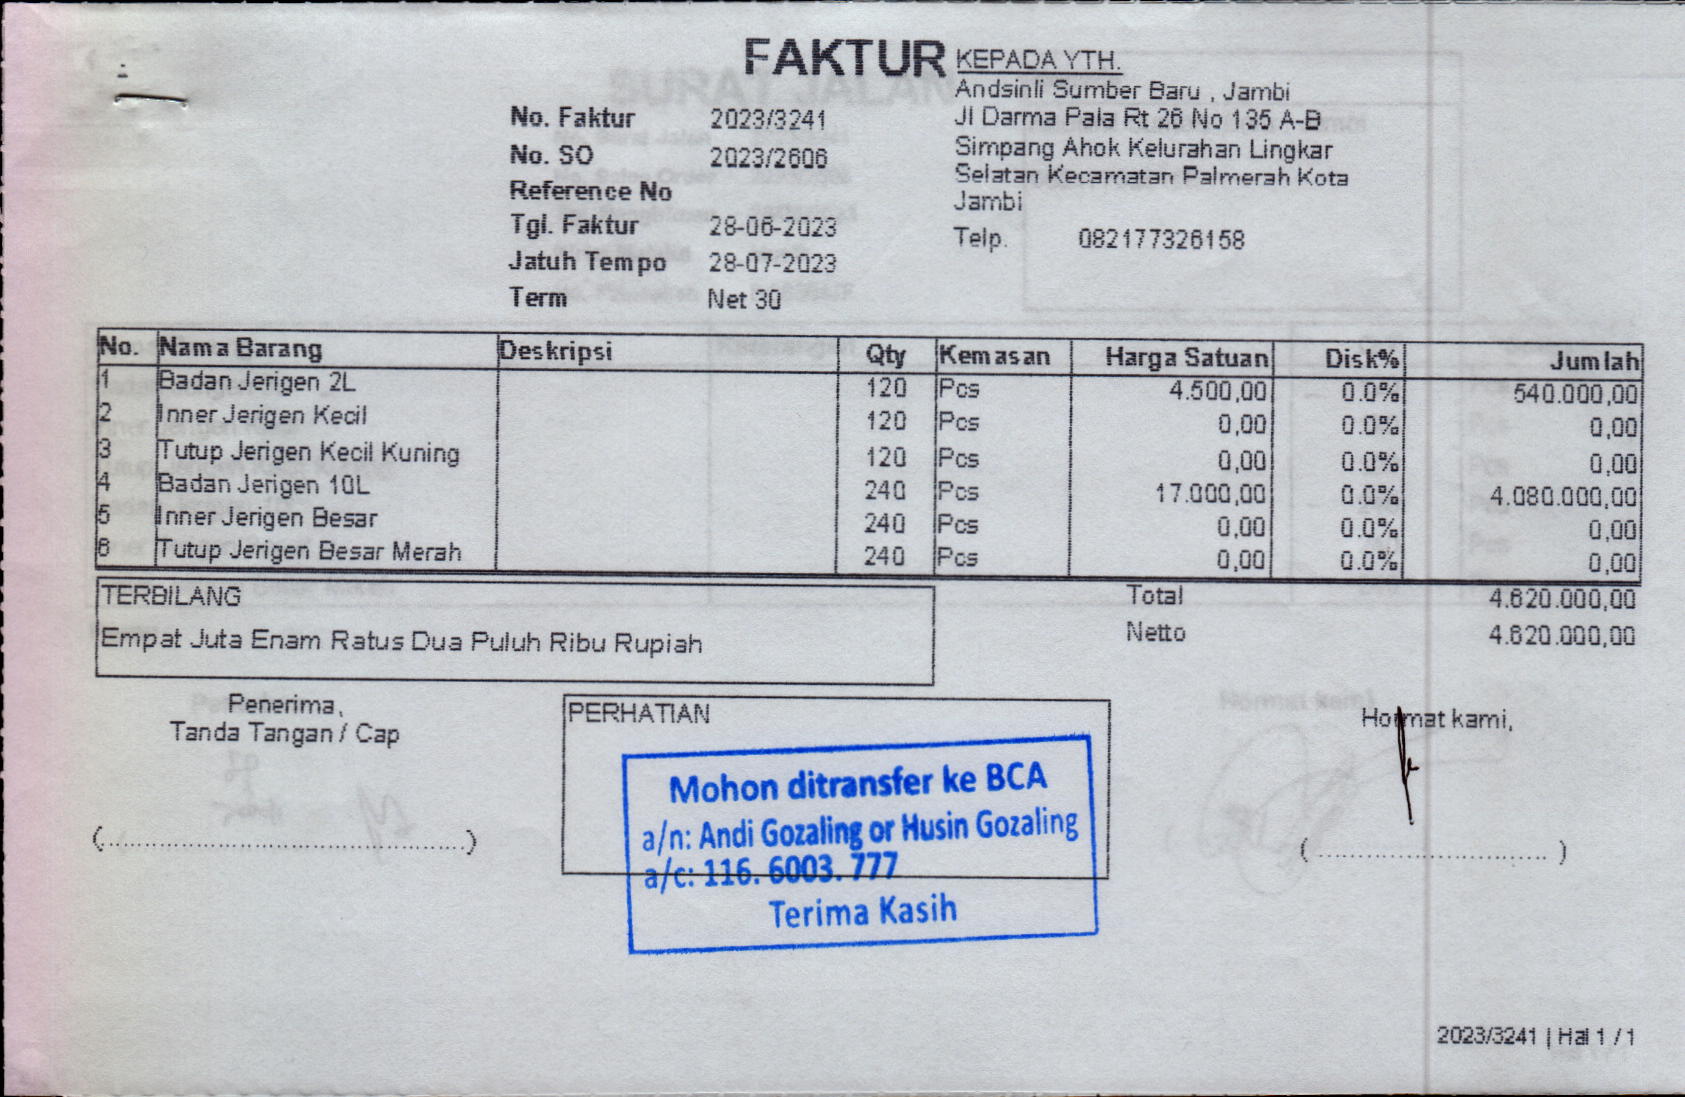 FAKTUR
KEPADA YTH.
Andsinli Sumber Baru , Jambi
Jl Darma Pala Rt 26 No 135 A-B
Simpang Ahok Kelurahan Lingkar
Selatan Kecamatan Palmerah Kota
Jambi
Telp. 082177326158
No. Faktur 2023/3241
No. SO 2023/2606
Reference No
Tgl. Faktur 28-06-2023
Jatuh Tempo 28-07-2023
Term Net 30
No. Nama Barang Deskripsi Qty Kemasan Harga Satuan Disk% Jumlah
1 Badan Jerigen 2L 120 Pcs 4.500,00 0.0% 540.000,00
2 Inner Jerigen Kecil 120 Pcs 0,00 0.0% 0,00
3 Tutup Jerigen Kecil Kuning 120 Pcs 0,00 0.0% 0,00
4 Badan Jerigen 10L 240 Pcs 17.000,00 0.0% 4.080.000,00
5 Inner Jerigen Besar 240 Pcs 0,00 0.0% 0,00
6 Tutup Jerigen Besar Merah 240 Pcs 0,00 0.0% 0,00
TERBILANG
Empat Juta Enam Ratus Dua Puluh Ribu Rupiah
Total 4.620.000,00
Netto 4.620.000,00
Penerima,
Tanda Tangan / Cap
PERHATIAN
Mohon ditransfer ke BCA
a/n: Andi Gozaling or Husin Gozaling
a/c: 116. 6003. 777
Terima Kasih
Hormat kami,
(................................................)
(................................)
2023/3241 | Hal 1 / 1